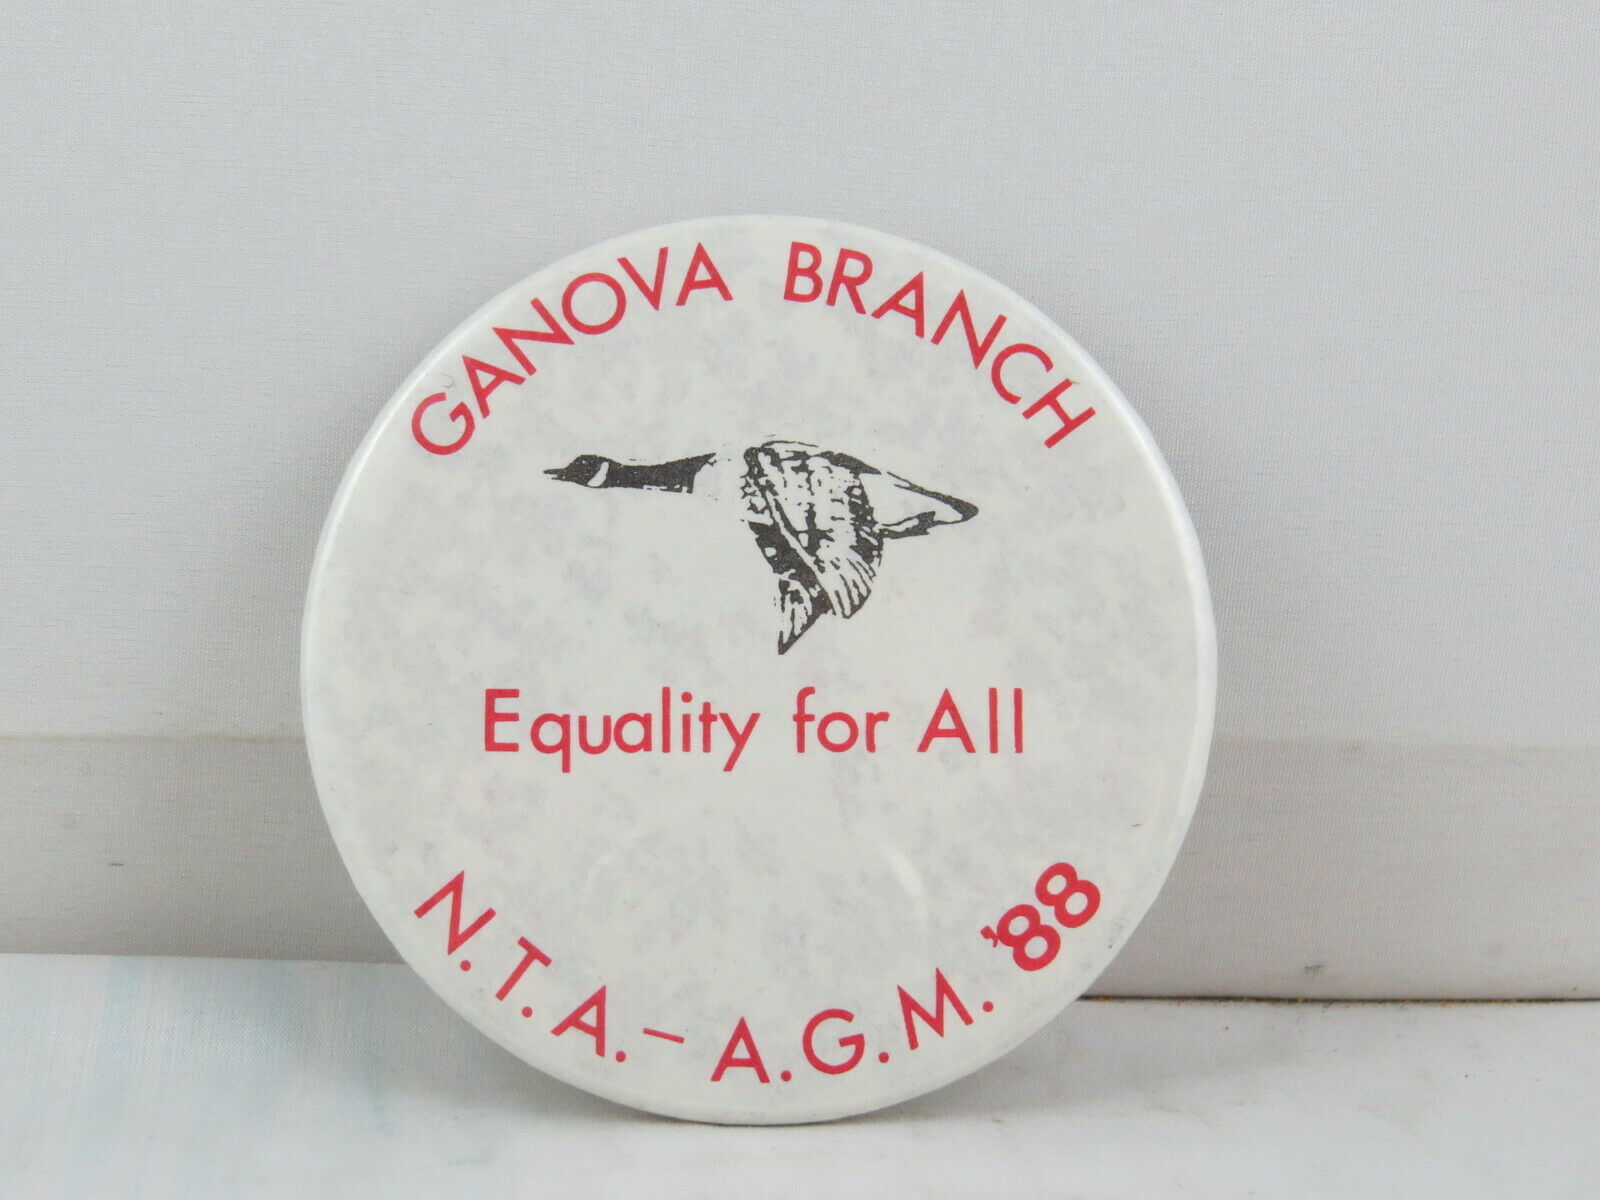 GANOVA BRANCH
Equality for All
N.T.A.-A.G.M. '88